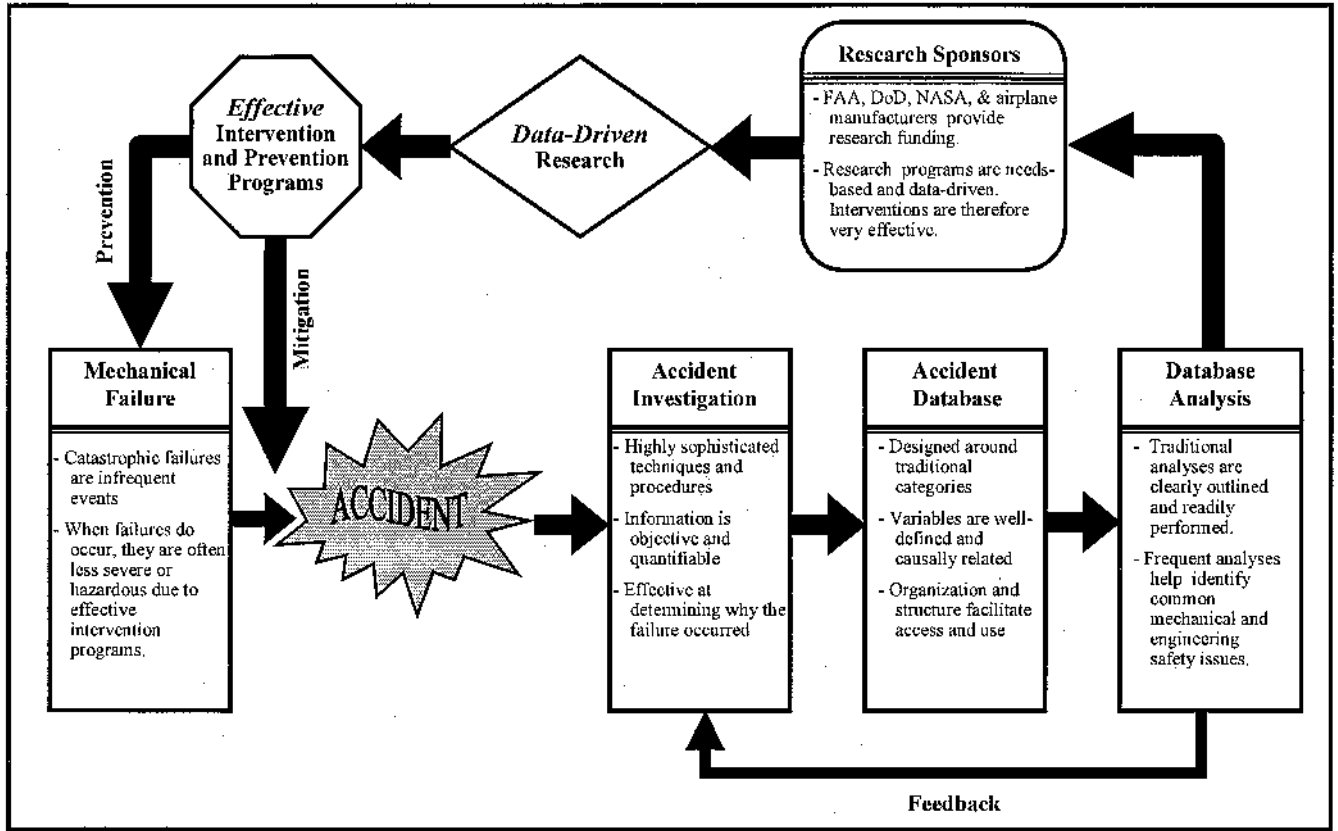 Research Sponsors
- FAA, DoD, NASA, & airplane
manufacturers provide
research funding.
- Research programs are needs-
based and data-driven.
Interventions are therefore
very effective.
Data-Driven
Research
Effective
Intervention
and Prevention
Programs
Prevention
Mitigation
Mechanical
Failure
- Catastrophic failures
are infrequent
events
- When failures do
occur, they are often
less severe or
hazardous due to
effective
intervention
programs.
ACCIDENT
Accident
Investigation
- Highly sophisticated
techniques and
procedures
- Information is
objective and
quantifiable
- Effective at
determining why the
failure occurred
Accident
Database
- Designed around
traditional
categories
- Variables are well-
defined and
causally related
- Organization and
structure facilitate
access and use
Database
Analysis
- Traditional
analyses are
clearly outlined
and readily
performed.
- Frequent analyses
help identify
common
mechanical and
engineering
safety issues.
Feedback